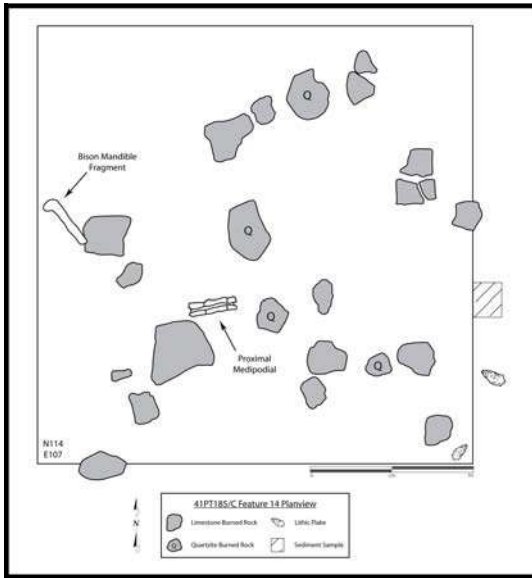 Q
Bison Mandible
Fragment
Q
Q
Proximal
Medipodial
Q
N114
E107
N
41PT185/C Feature 14 Planview
Limestone Burned Rock
Lithic Flake
Quartzite Burned Rock
Sediment Sample
Q